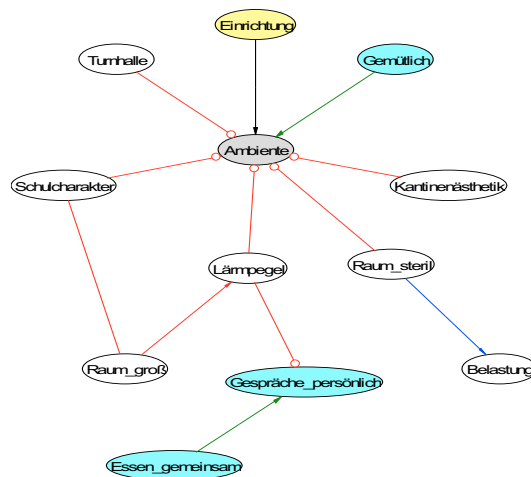 Einrichtung
Turnhalle
Gemütlich
Ambiente
Schulcharakter
Kantinenästhetik
Lärmpegel
Raum_steril
Raum_groß
Gespräche_persönlich
Belastung
Essen_gemeinsam